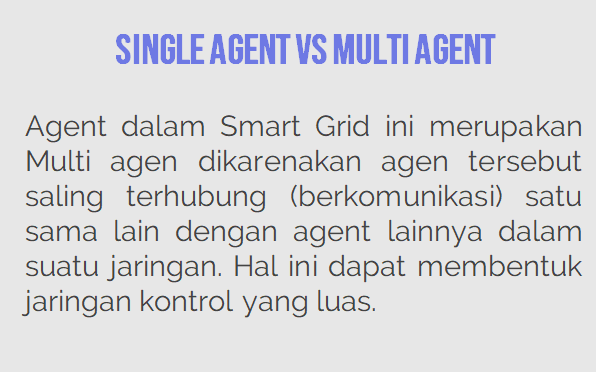 SINGLE AGENT VS MULTI AGENT
Agent dalam Smart Grid ini merupakan
Multi agen dikarenakan agen tersebut
saling terhubung (berkomunikasi) satu
sama lain dengan agent lainnya dalam
suatu jaringan. Hal ini dapat membentuk
jaringan kontrol yang luas.